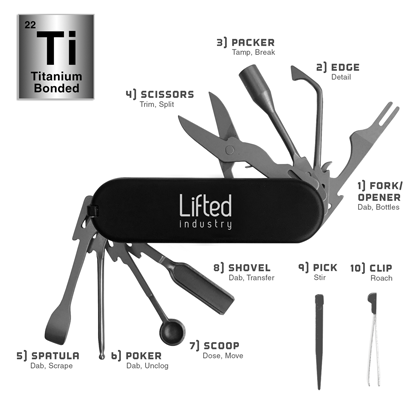 22
Ti
Titanium
Bonded
3) PACKER
Tamp, Break
2) EDGE
Detail
4) SCISSORS
Trim, Split
1) FORK/
OPENER
Dab, Bottles
Lifted
industry
8) SHOVEL
Dab, Transfer
9) PICK
Stir
10) CLIP
Roach
7) SCOOP
Dose, Move
5) SPATULA
Dab, Scrape
6) POKER
Dab, Unclog